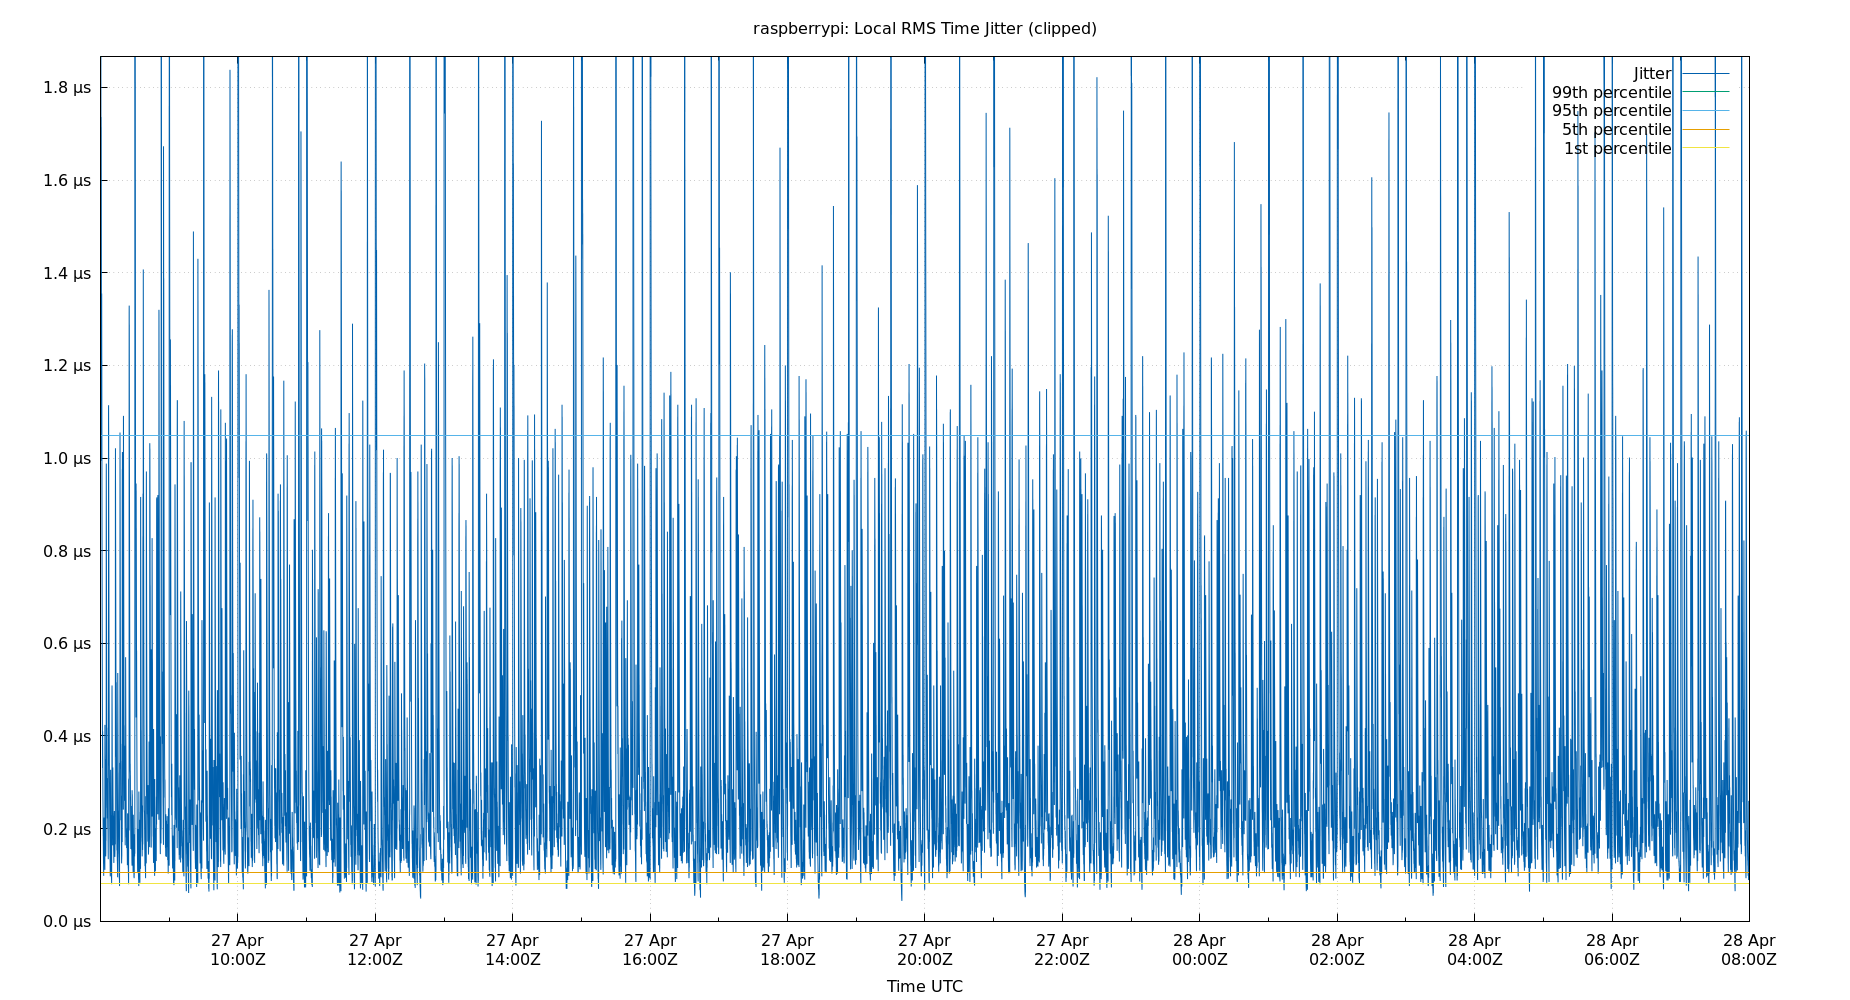 raspberrypi: Local RMS Time Jitter (clipped)
Jitter
99th percentile
95th percentile
5th percentile
1st percentile
1.8 µs
1.6 µs
1.4 µs
1.2 µs
1.0 µs
0.8 µs
0.6 µs
0.4 µs
0.2 µs
0.0 µs
27 Apr 27 Apr 27 Apr 27 Apr 27 Apr 27 Apr 27 Apr 28 Apr 28 Apr 28 Apr 28 Apr 28 Apr
10:00Z 12:00Z 14:00Z 16:00Z 18:00Z 20:00Z 22:00Z 00:00Z 02:00Z 04:00Z 06:00Z 08:00Z
Time UTC